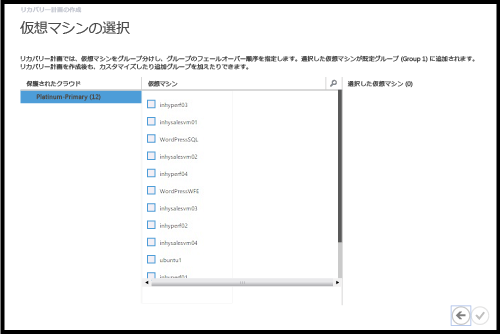 リカバリー計画の作成
仮想マシンの選択
リカバリー計画では、仮想マシンをグループ分けし、グループのフェールオーバー順序を指定します。選択した仮想マシンが既定グループ (Group 1) に追加されます。
リカバリー計画を作成後も、カスタマイズしたり追加グループを加えたりできます。
保護されたクラウド 仮想マシン 選択した仮想マシン (0)
Platinum-Primary (12)
inhyperf03
inhysalesvm01
WordPressSQL
inhysalesvm02
inhyperf04
WordPressWFE
inhysalesvm03
inhyperf02
inhysalesvm04
ubuntu1
inhyperf01